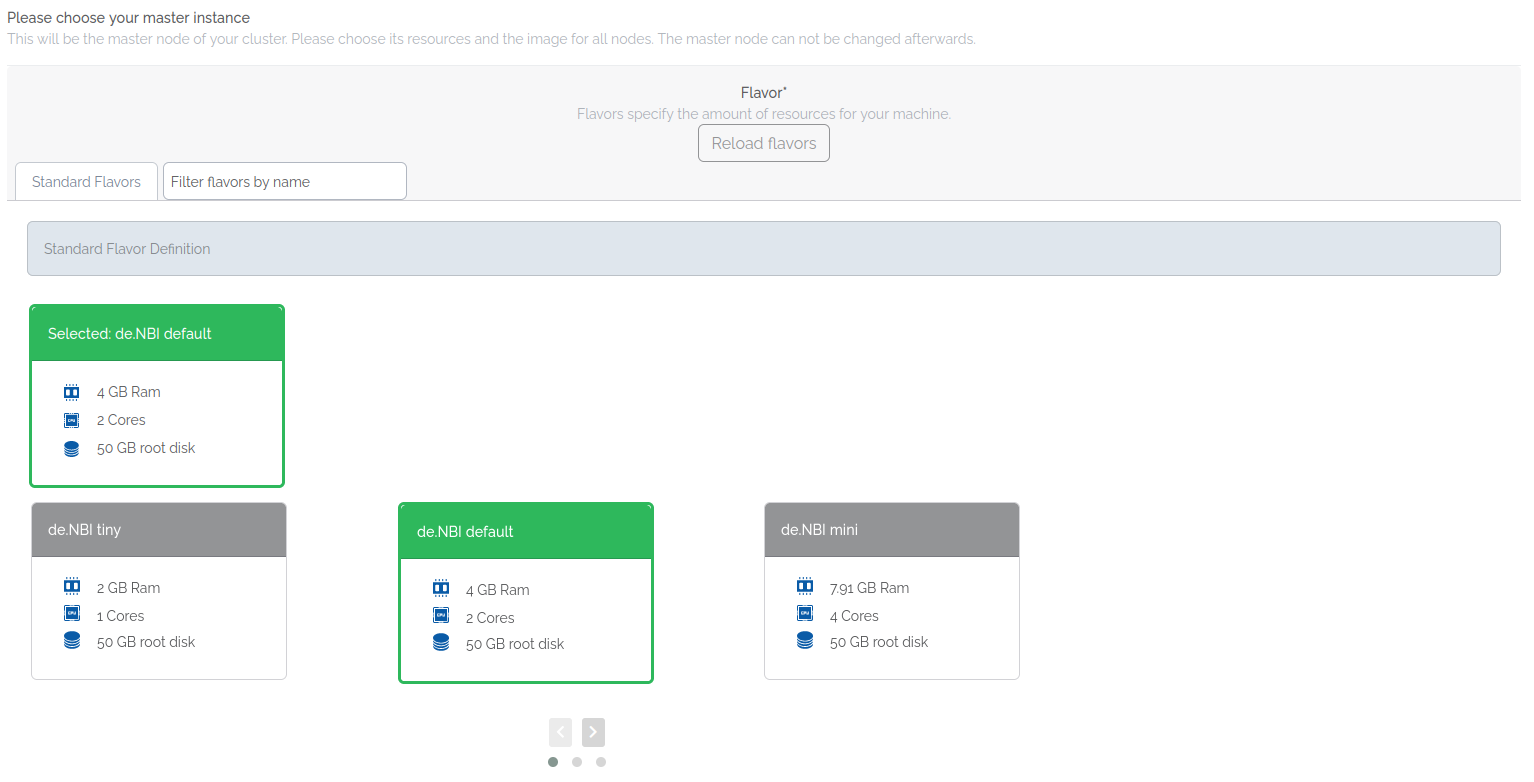 Please choose your master instance
This will be the master node of your cluster. Please choose its resources and the image for all nodes. The master node can not be changed afterwards.
Flavor*
Flavors specify the amount of resources for your machine.
Reload flavors
Standard Flavors
Filter flavors by name
Standard Flavor Definition
Selected: de.NBI default
4 GB Ram
CPU
2 Cores
50 GB root disk
de.NBI tiny
2 GB Ram
CPU
1 Cores
50 GB root disk
de.NBI default
4 GB Ram
CPU
2 Cores
50 GB root disk
de.NBI mini
7.91 GB Ram
CPU
4 Cores
50 GB root disk